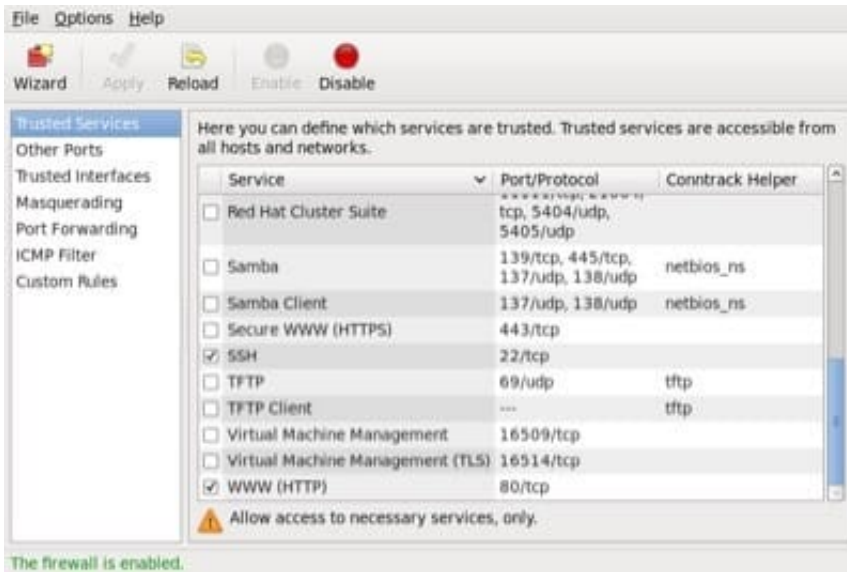 File Options Help
Wizard Apply Reload Enable Disable
Trusted Services
Other Ports
Trusted Interfaces
Masquerading
Port Forwarding
ICMP Filter
Custom Rules
Here you can define which services are trusted. Trusted services are accessible from
all hosts and networks.
Service Port/Protocol Conntrack Helper
Red Hat Cluster Suite
tcp, 5404/udp,
5405/udp
Samba
139/tcp, 445/tcp,
137/udp, 138/udp
netbios_ns
Samba Client 137/udp, 138/udp netbios_ns
Secure WWW (HTTPS) 443/tcp
SSH 22/tcp
TFTP 69/udp tftp
TFTP Client --- tftp
Virtual Machine Management 16509/tcp
Virtual Machine Management (TLS) 16514/tcp
WWW (HTTP) 80/tcp
Allow access to necessary services, only.
The firewall is enabled.